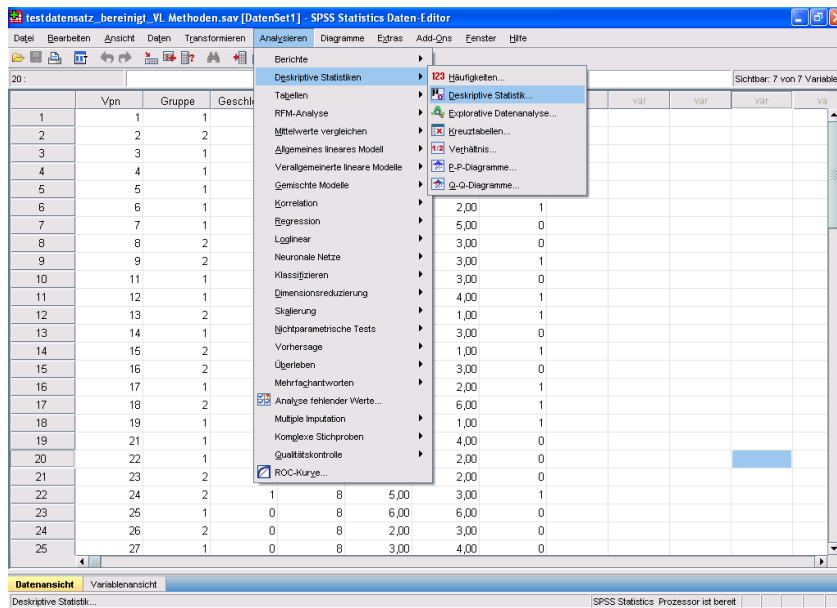 testdatensatz_bereinigt_VL Methoden.sav [DatenSet1] - SPSS Statistics Daten-Editor
Datei Bearbeiten Ansicht Daten Transformieren Analysieren Diagramme Extras Add-Ons Fenster Hilfe
20 :
Sichtbar: 7 von 7 Variable
Vpn Gruppe Geschl var var var va
1 1 1
2 2 2
3 3 1
4 4 1
5 5 1
6 6 1 2,00 1
7 7 1 5,00 0
8 8 2 3,00 0
9 9 2 3,00 1
10 11 1 3,00 0
11 12 1 4,00 1
12 13 2 1,00 1
13 14 1 3,00 0
14 15 2 1,00 1
15 16 2 3,00 0
16 17 1 2,00 1
17 18 2 6,00 1
18 19 1 1,00 1
19 21 1 4,00 0
20 22 1 2,00 0
21 23 2 2,00 0
22 24 2 1 8 5,00 3,00 1
23 25 1 0 8 6,00 6,00 0
24 26 2 0 8 2,00 3,00 0
25 27 1 0 8 3,00 4,00 0
Berichte
Deskriptive Statistiken
Tabellen
RFM-Analyse
Mittelwerte vergleichen
Allgemeines lineares Modell
Verallgemeinerte lineare Modelle
Gemischte Modelle
Korrelation
Regression
Loglinear
Neuronale Netze
Klassifizieren
Dimensionsreduzierung
Skalierung
Nichtparametrische Tests
Vorhersage
Überleben
Mehrfachantworten
Analyse fehlender Werte...
Multiple Imputation
Komplexe Stichproben
Qualitätskontrolle
ROC-Kurve...
123 Häufigkeiten...
Deskriptive Statistik...
Explorative Datenanalyse...
Kreuztabellen...
1/2 Verhältnis...
P-P-Diagramme...
Q-Q-Diagramme...
Datenansicht Variablenansicht
Deskriptive Statistik...
SPSS Statistics Prozessor ist bereit